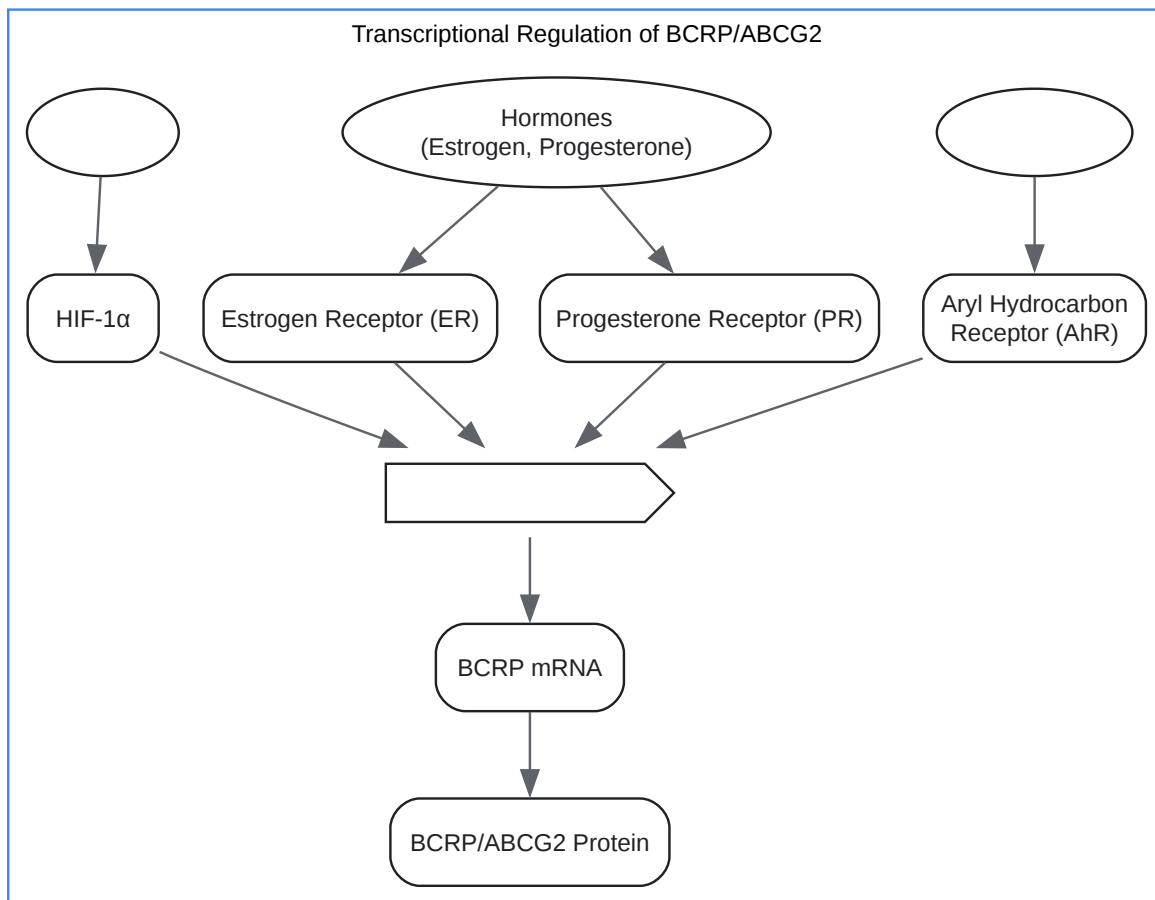 Transcriptional Regulation of BCRP/ABCG2
Hormones
(Estrogen, Progesterone)
HIF-1α
Estrogen Receptor (ER)
Progesterone Receptor (PR)
Aryl Hydrocarbon
Receptor (AhR)
BCRP mRNA
BCRP/ABCG2 Protein